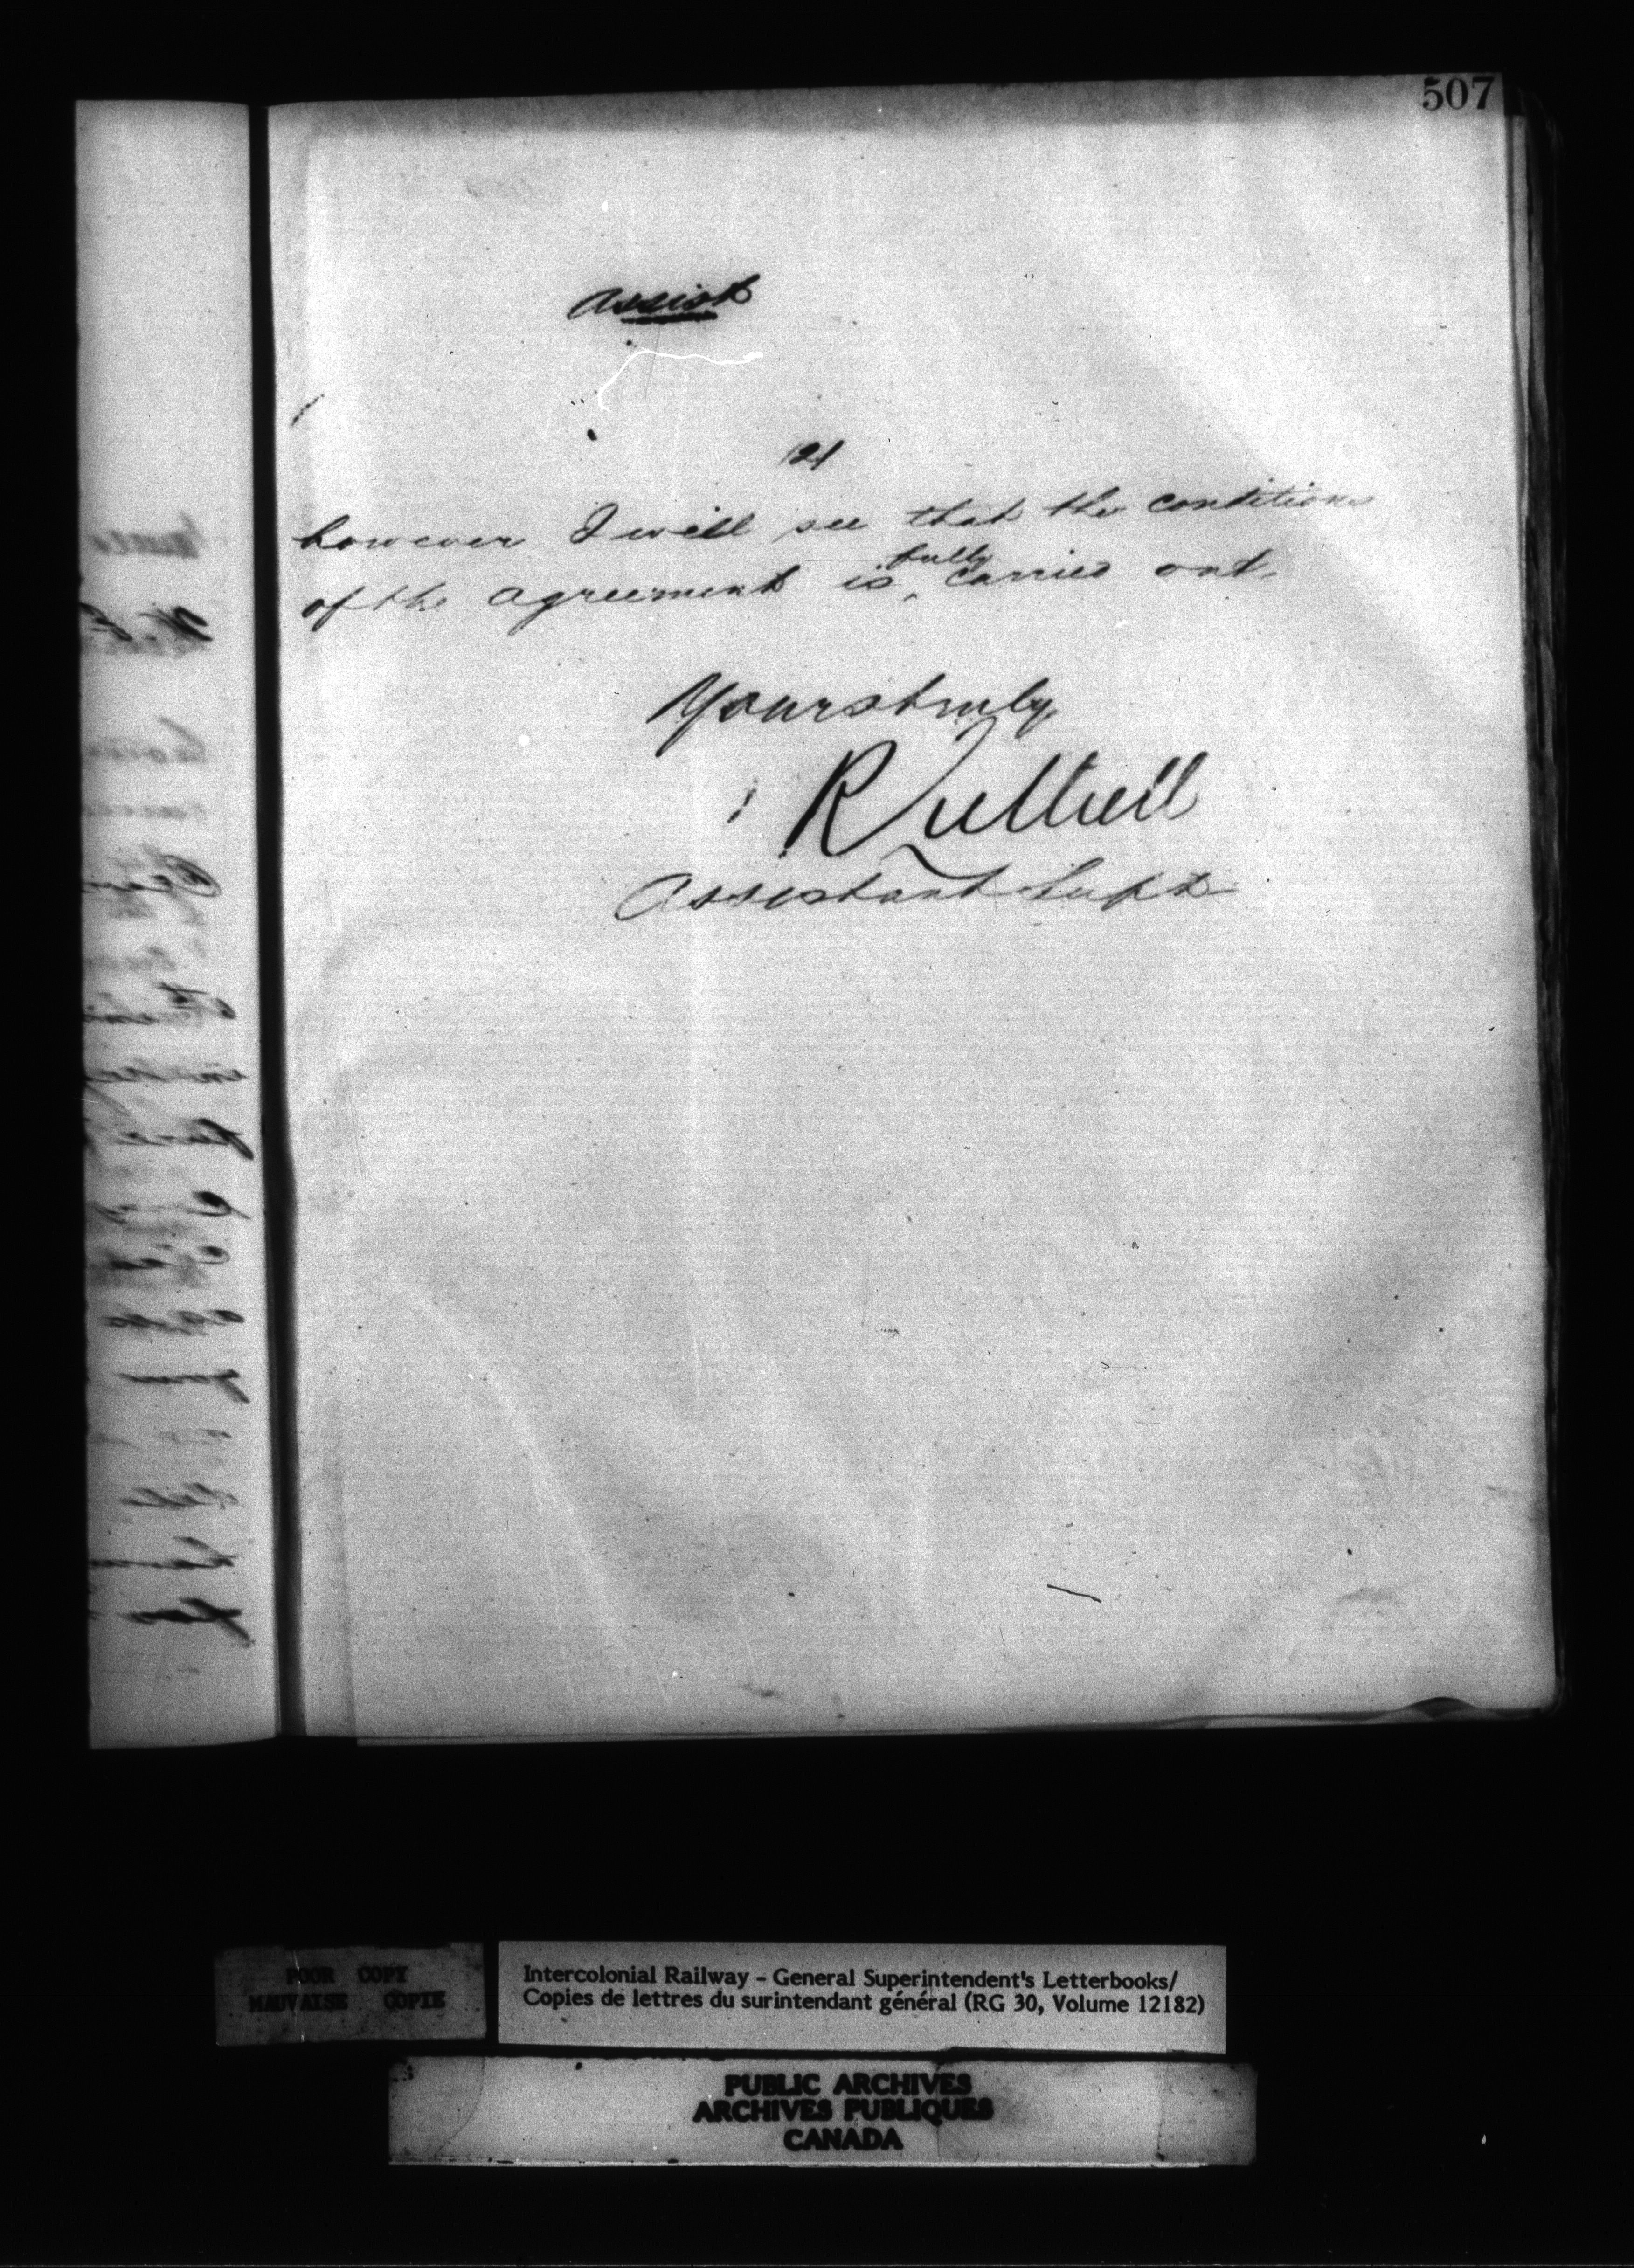 507
Assist
(2)
however I will see that the conditions
of the agreement is fully carried out.
Yours truly
R Luttrell
Assistant Supt
POOR COPY
MAUVAISE COPIE
Intercolonial Railway - General Superintendent's Letterbooks/
Copies de lettres du surintendant général (RG 30, Volume 12182)
PUBLIC ARCHIVES
ARCHIVES PUBLIQUES
CANADA